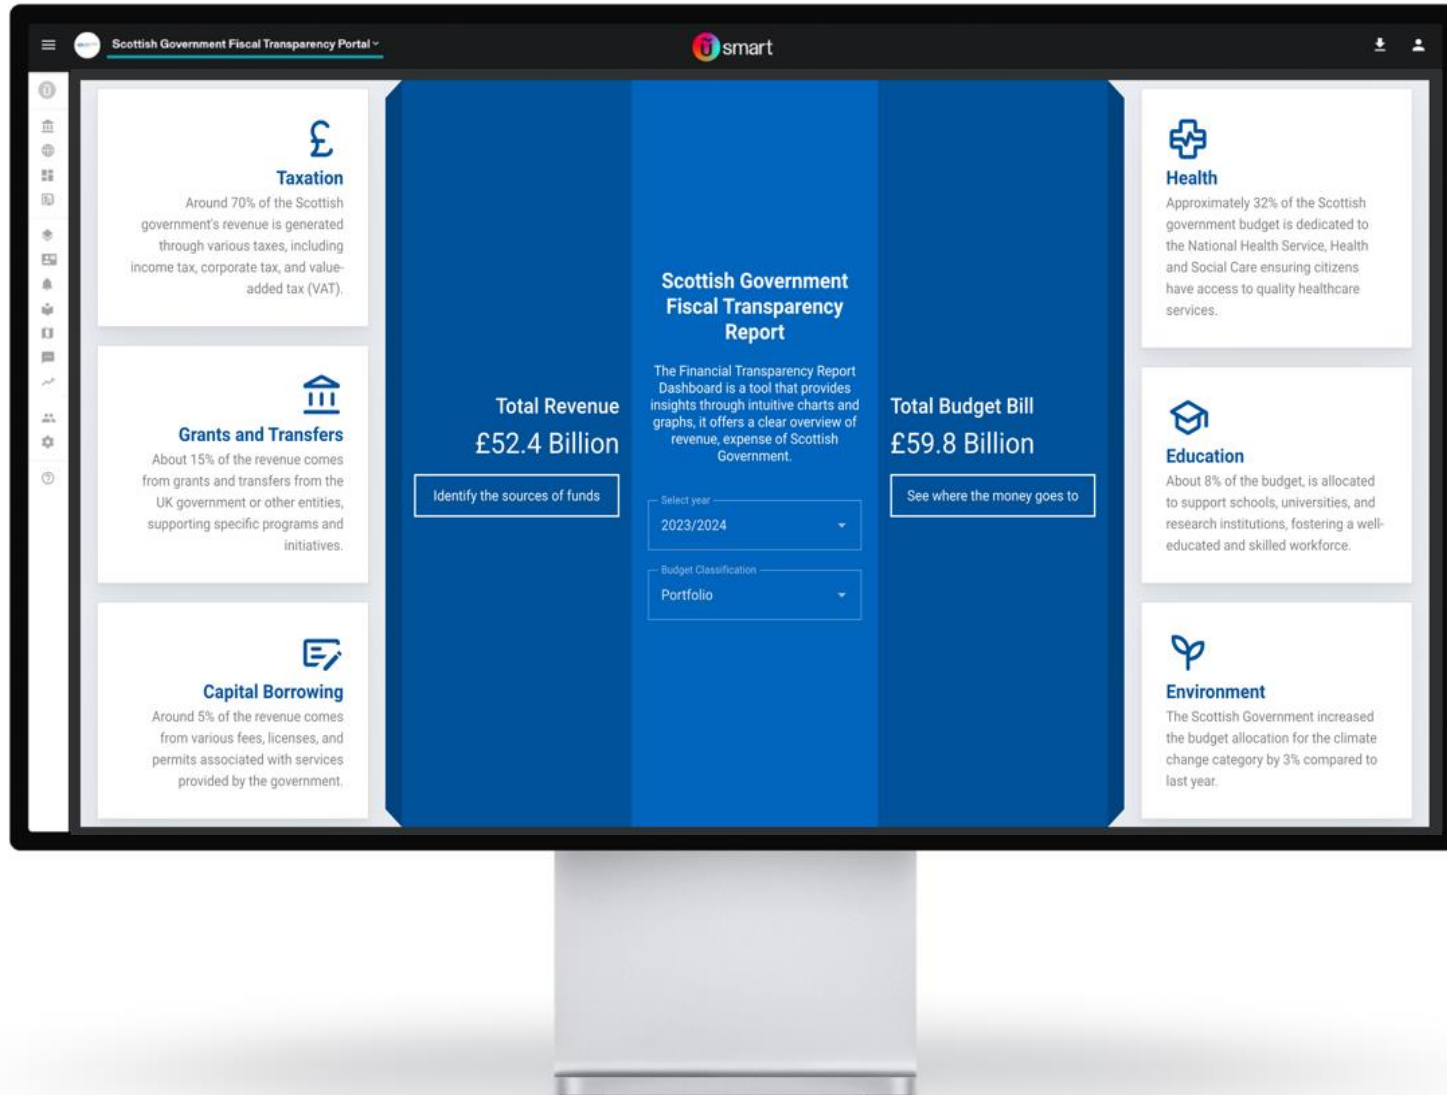 Scottish Government Fiscal Transparency Portal
smart
Taxation
Around 70% of the Scottish
government's revenue is generated
through various taxes, including
income tax, corporate tax, and value-
added tax (VAT).
Grants and Transfers
About 15% of the revenue comes
from grants and transfers from the
UK government or other entities,
supporting specific programs and
initiatives.
Capital Borrowing
Around 5% of the revenue comes
from various fees, licenses, and
permits associated with services
provided by the government.
Total Revenue
£52.4 Billion
Identify the sources of funds
Scottish Government
Fiscal Transparency
Report
The Financial Transparency Report
Dashboard is a tool that provides
insights through intuitive charts and
graphs, it offers a clear overview of
revenue, expense of Scottish
Government.
Select year
2023/2024
Budget Classification
Portfolio
Total Budget Bill
£59.8 Billion
See where the money goes to
Health
Approximately 32% of the Scottish
government budget is dedicated to
the National Health Service, Health
and Social Care ensuring citizens
have access to quality healthcare
services.
Education
About 8% of the budget, is allocated
to support schools, universities, and
research institutions, fostering a well-
educated and skilled workforce.
Environment
The Scottish Government increased
the budget allocation for the climate
change category by 3% compared to
last year.